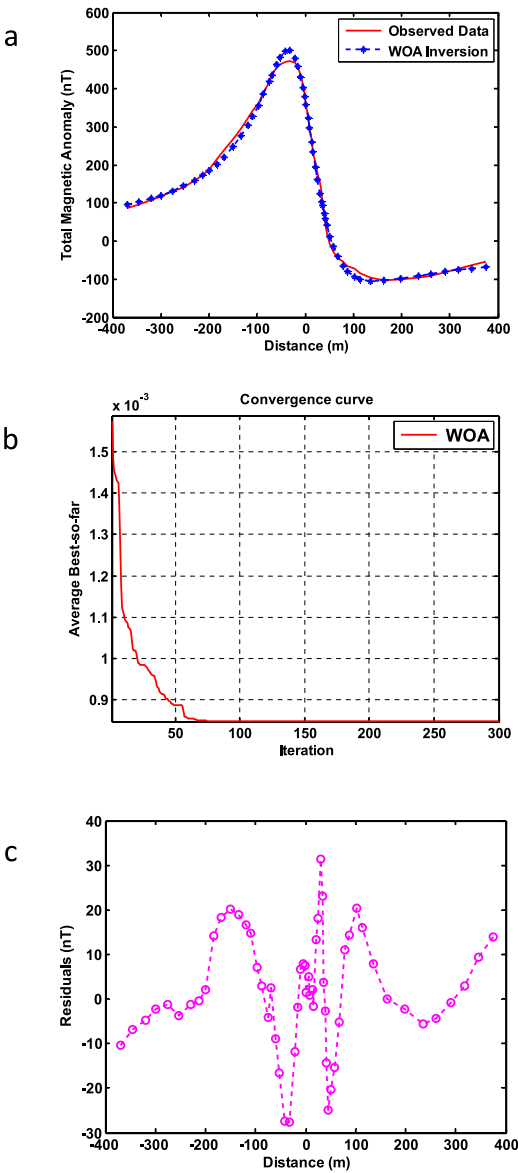 a
600
500
400
300
200
100
0
-100
-200
Total Magnetic Anomaly (nT)
Observed Data
WOA Inversion
-400 -300 -200 -100 0 100 200 300 400
Distance (m)
b
x 10⁻³
Convergence curve
WOA
1.5
1.4
1.3
1.2
1.1
1
0.9
Average Best-so-far
50 100 150 200 250 300
Iteration
c
40
30
20
10
0
-10
-20
-30
Residuals (nT)
-400 -300 -200 -100 0 100 200 300 400
Distance (m)